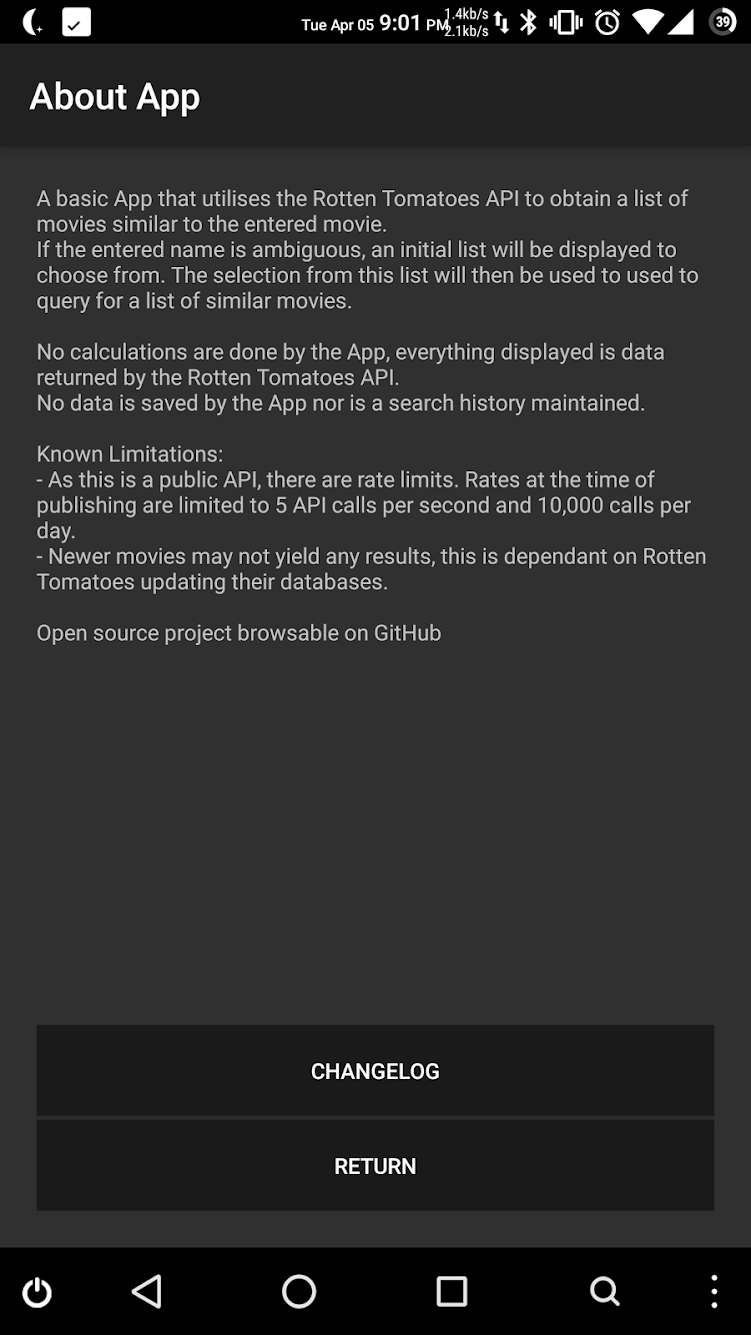 Tue Apr 05 9:01 PM 1.4kb/s
2.1kb/s
39
About App
A basic App that utilises the Rotten Tomatoes API to obtain a list of
movies similar to the entered movie.
If the entered name is ambiguous, an initial list will be displayed to
choose from. The selection from this list will then be used to used to
query for a list of similar movies.
No calculations are done by the App, everything displayed is data
returned by the Rotten Tomatoes API.
No data is saved by the App nor is a search history maintained.
Known Limitations:
- As this is a public API, there are rate limits. Rates at the time of
publishing are limited to 5 API calls per second and 10,000 calls per
day.
- Newer movies may not yield any results, this is dependant on Rotten
Tomatoes updating their databases.
Open source project browsable on GitHub
CHANGELOG
RETURN